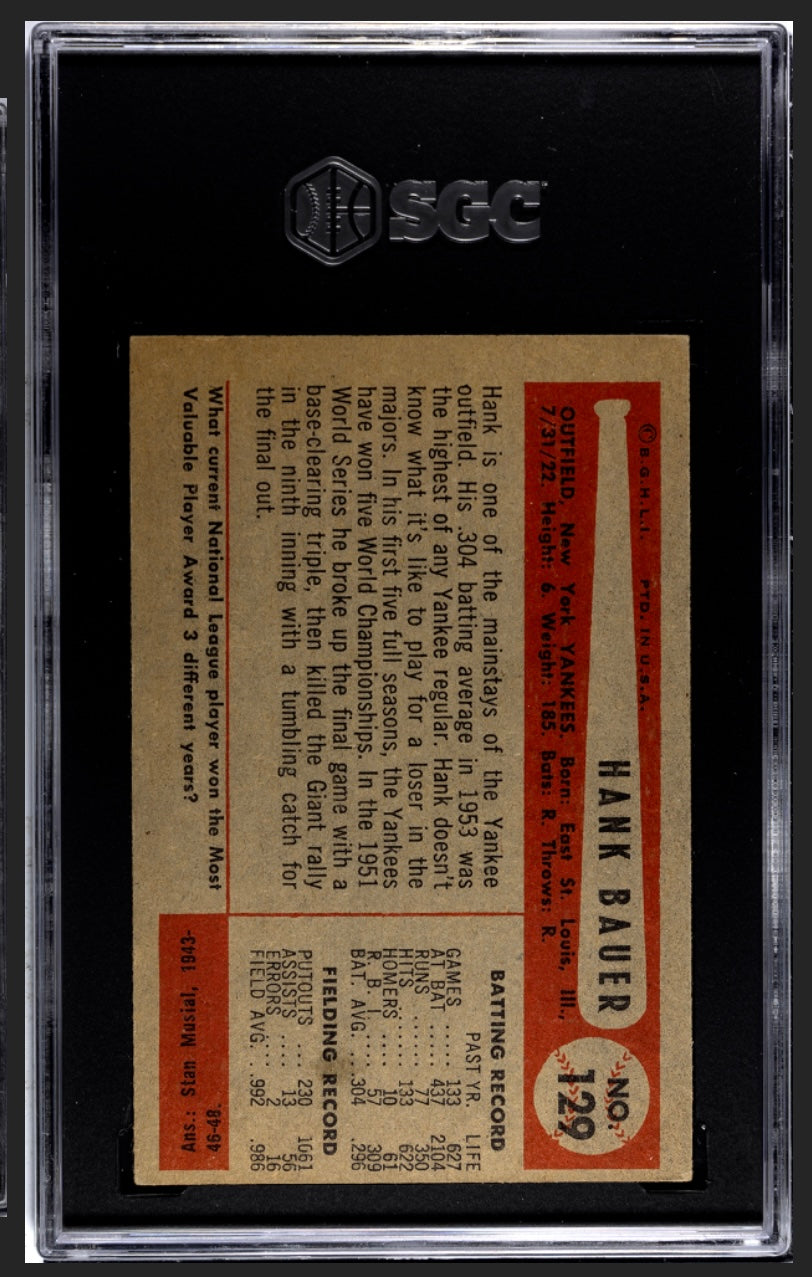 SGC
© B.G.H.L.I. PTD. IN U.S.A.
HANK BAUER
NO.
129
OUTFIELD, New York YANKEES. Born: East St. Louis, Ill.,
7/31/22. Height: 6. Weight: 185. Bats: R. Throws: R.
Hank is one of the mainstays of the Yankee
outfield. His .304 batting average in 1953 was
the highest of any Yankee regular. Hank doesn't
know what it's like to play for a loser in the
majors. In his first five full seasons, the Yankees
have won five World Championships. In the 1951
World Series he broke up the final game with a
base-clearing triple, then killed the Giant rally
in the ninth inning with a tumbling catch for
the final out.
BATTING RECORD
PAST YR. LIFE
GAMES ..... 133 627
AT BAT ..... 437 2104
RUNS ...... 77 350
HITS ...... 133 622
HOMERS .... 10 61
R. B. I. .... 57 309
BAT. AVG. ...304 .296
FIELDING RECORD
PUTOUTS ... 230 1061
ASSISTS .... 13 56
ERRORS .... 2 16
FIELD AVG. ..992 .986
What current National League player won the Most
Valuable Player Award 3 different years?
Ans.: Stan Musial, 1943-
46-48.